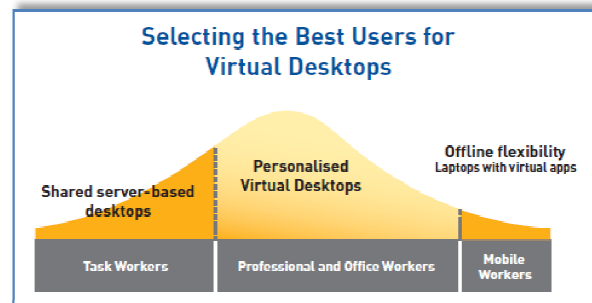 Selecting the Best Users for
Virtual Desktops
Offline flexibility
Laptops with virtual apps
Personalised
Virtual Desktops
Shared server-based
desktops
Task Workers
Professional and Office Workers
Mobile
Workers